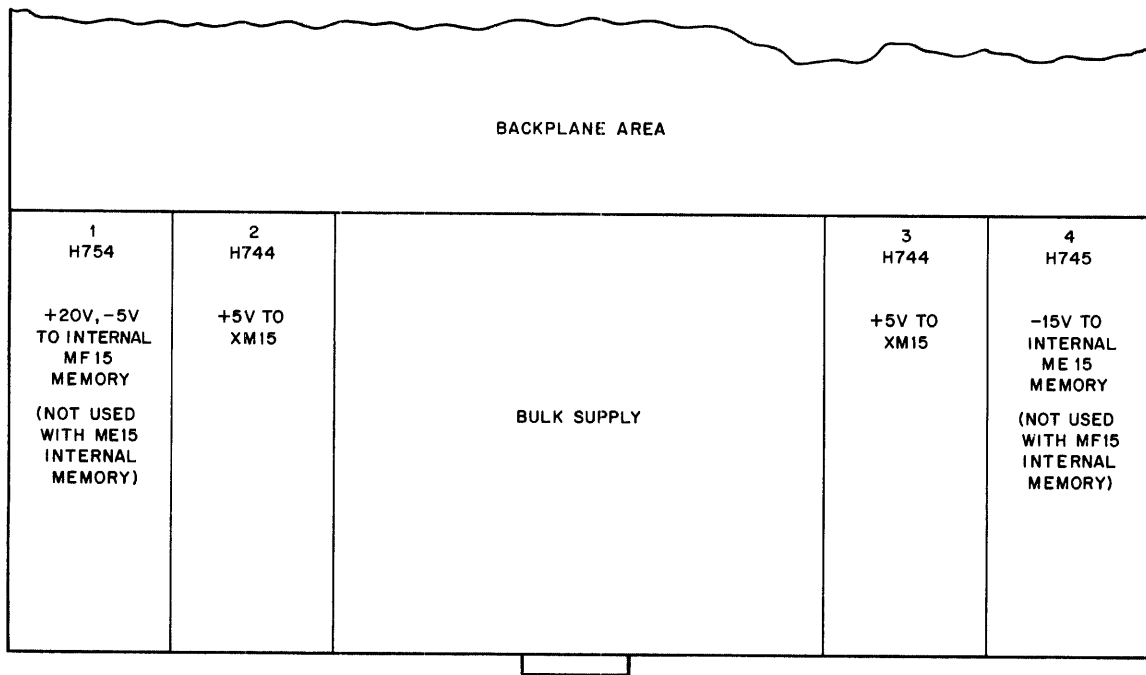 BACKPLANE AREA
1
H754
+20V, -5V
TO INTERNAL
MF15
MEMORY
(NOT USED
WITH ME15
INTERNAL
MEMORY)
2
H744
+5V TO
XM15
BULK SUPPLY
3
H744
+5V TO
XM15
4
H745
-15V TO
INTERNAL
ME15
MEMORY
(NOT USED
WITH MF15
INTERNAL
MEMORY)